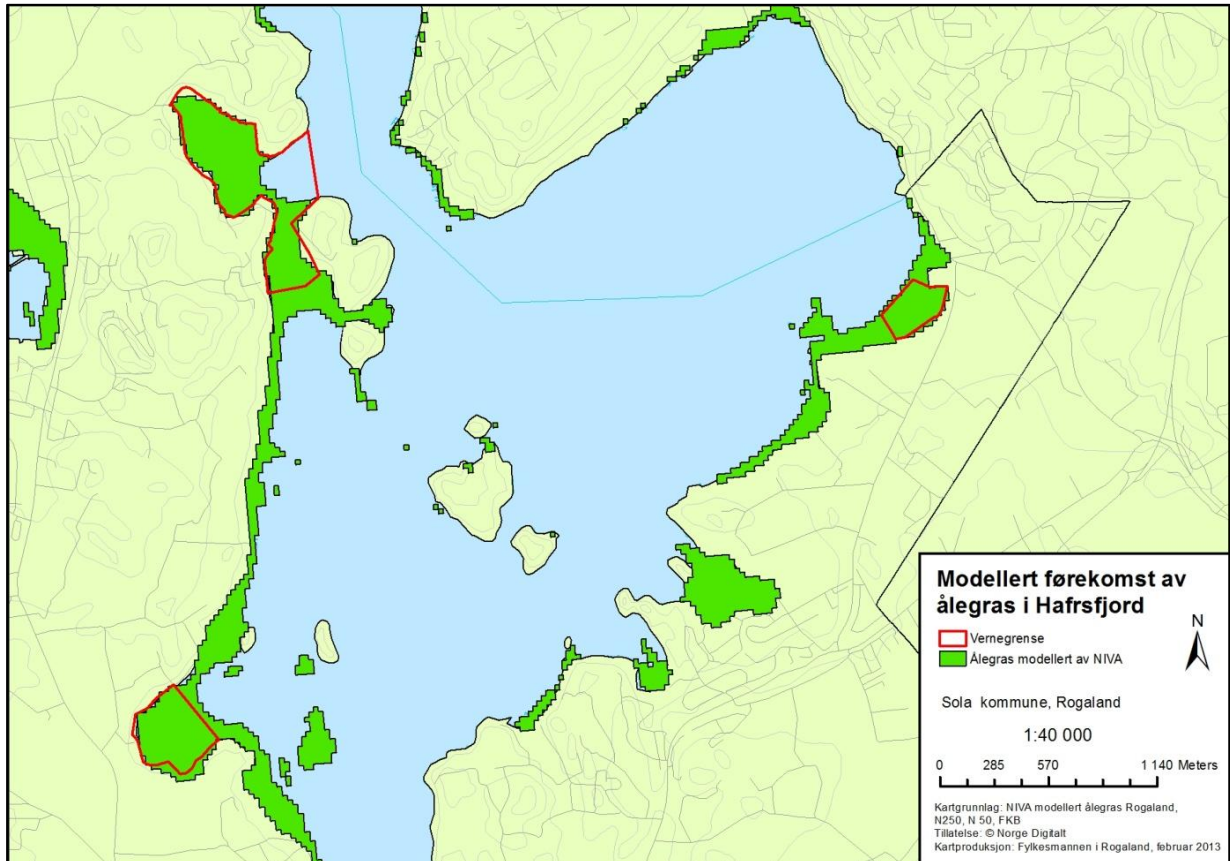 Modellert førekomst av
ålegras i Hafrsfjord
N
Vernegrense
Ålegras modellert av NIVA
Sola kommune, Rogaland
1:40 000
0 285 570 1 140 Meters
Kartgrunnlag: NIVA modellert ålegras Rogaland,
N250, N 50, FKB
Tillatelse: © Norge Digitalt
Kartproduksjon: Fylkesmannen i Rogaland, februar 2013